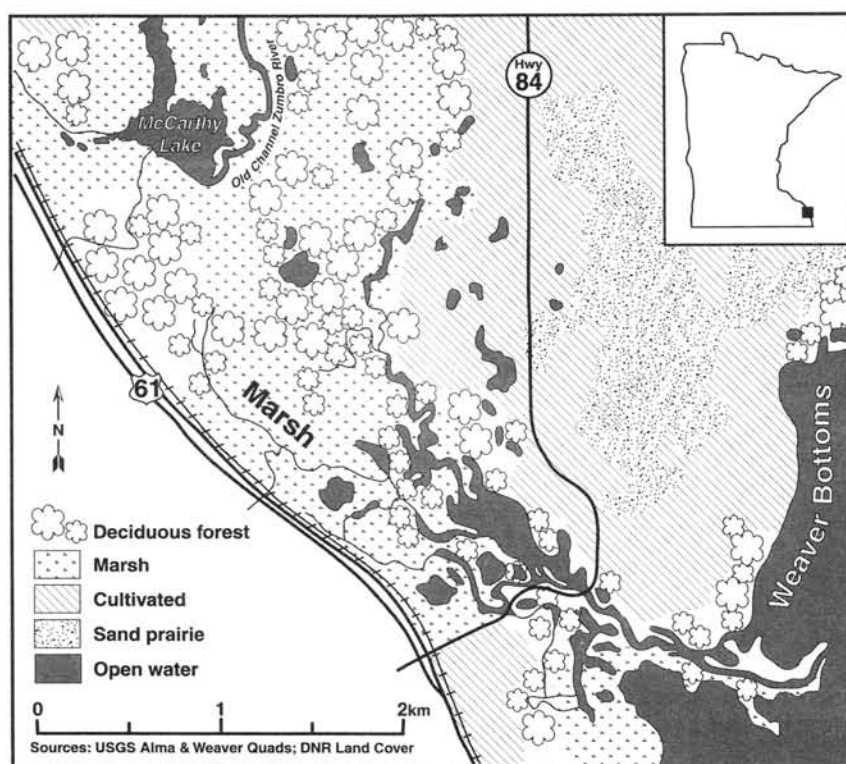 McCarthy
Lake
Old Channel Zumbro River
Hwy
84
61
N
Marsh
Weaver Bottoms
Deciduous forest
Marsh
Cultivated
Sand prairie
Open water
0 1 2km
Sources: USGS Alma & Weaver Quads; DNR Land Cover